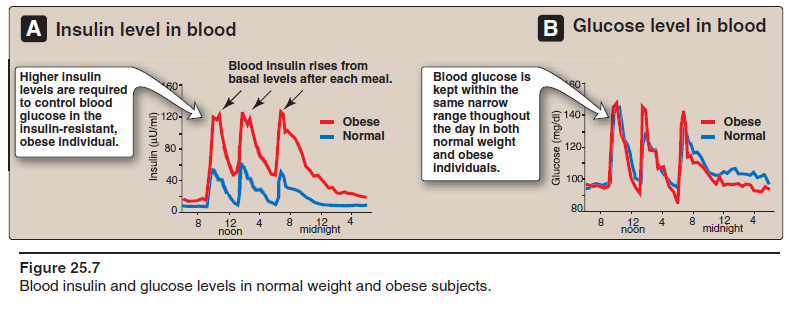 A Insulin level in blood
Higher insulin
levels are required
to control blood
glucose in the
insulin-resistant,
obese individual.
Blood insulin rises from
basal levels after each meal.
160
120
80
40
0
Insulin (µU/ml)
Obese
Normal
8 12 4 8 12 4
noon midnight
B Glucose level in blood
Blood glucose is
kept within the
same narrow
range thoughout
the day in both
normal weight
and obese
individuals.
160
140
120
100
80
Glucose (mg/dl)
Obese
Normal
8 12 4 8 12 4
noon midnight
Figure 25.7
Blood insulin and glucose levels in normal weight and obese subjects.